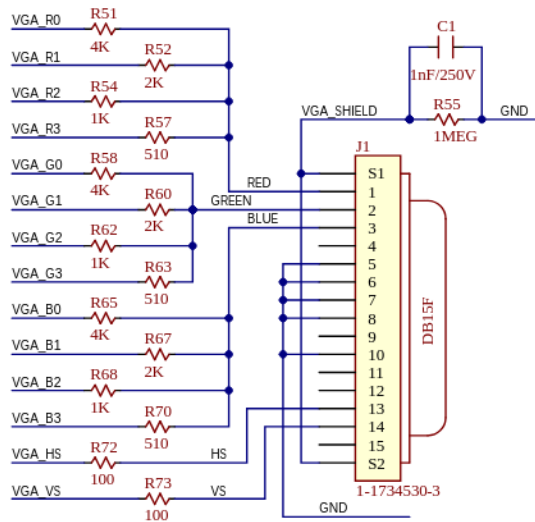 VGA_R0 R51 4K
VGA_R1 R52 2K
VGA_R2 R54 1K
VGA_R3 R57 510
VGA_G0 R58 4K
VGA_G1 R60 2K
VGA_G2 R62 1K
VGA_G3 R63 510
VGA_B0 R65 4K
VGA_B1 R67 2K
VGA_B2 R68 1K
VGA_B3 R70 510
VGA_HS R72 100
VGA_VS R73 100
RED
GREEN
BLUE
HS
VS
C1
1nF/250V
VGA_SHIELD
R55
1MEG
GND
J1
S1
1
2
3
4
5
6
7
8
9
10
11
12
13
14
15
S2
DB15F
1-1734530-3
GND